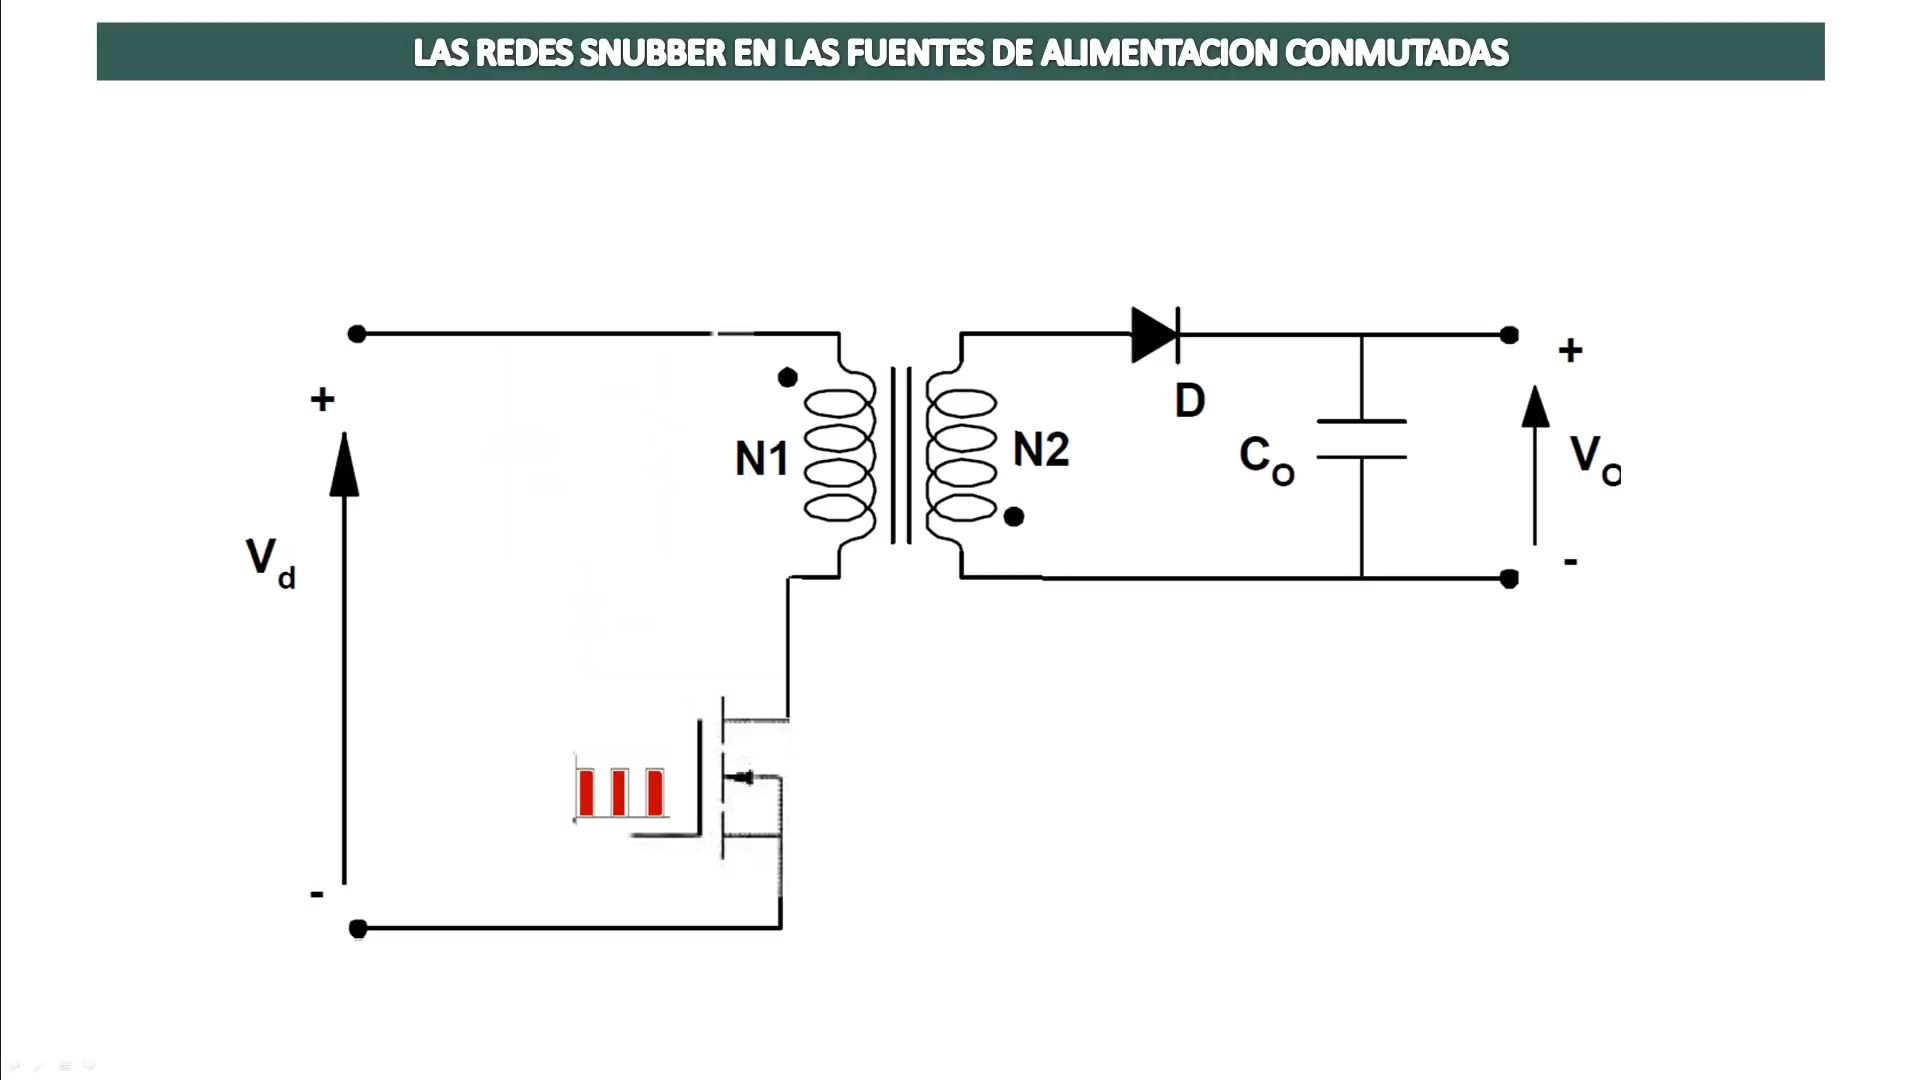 LAS REDES SNUBBER EN LAS FUENTES DE ALIMENTACION CONMUTADAS
+
-
Vd
N1
N2
D
Co
+
Vo
-